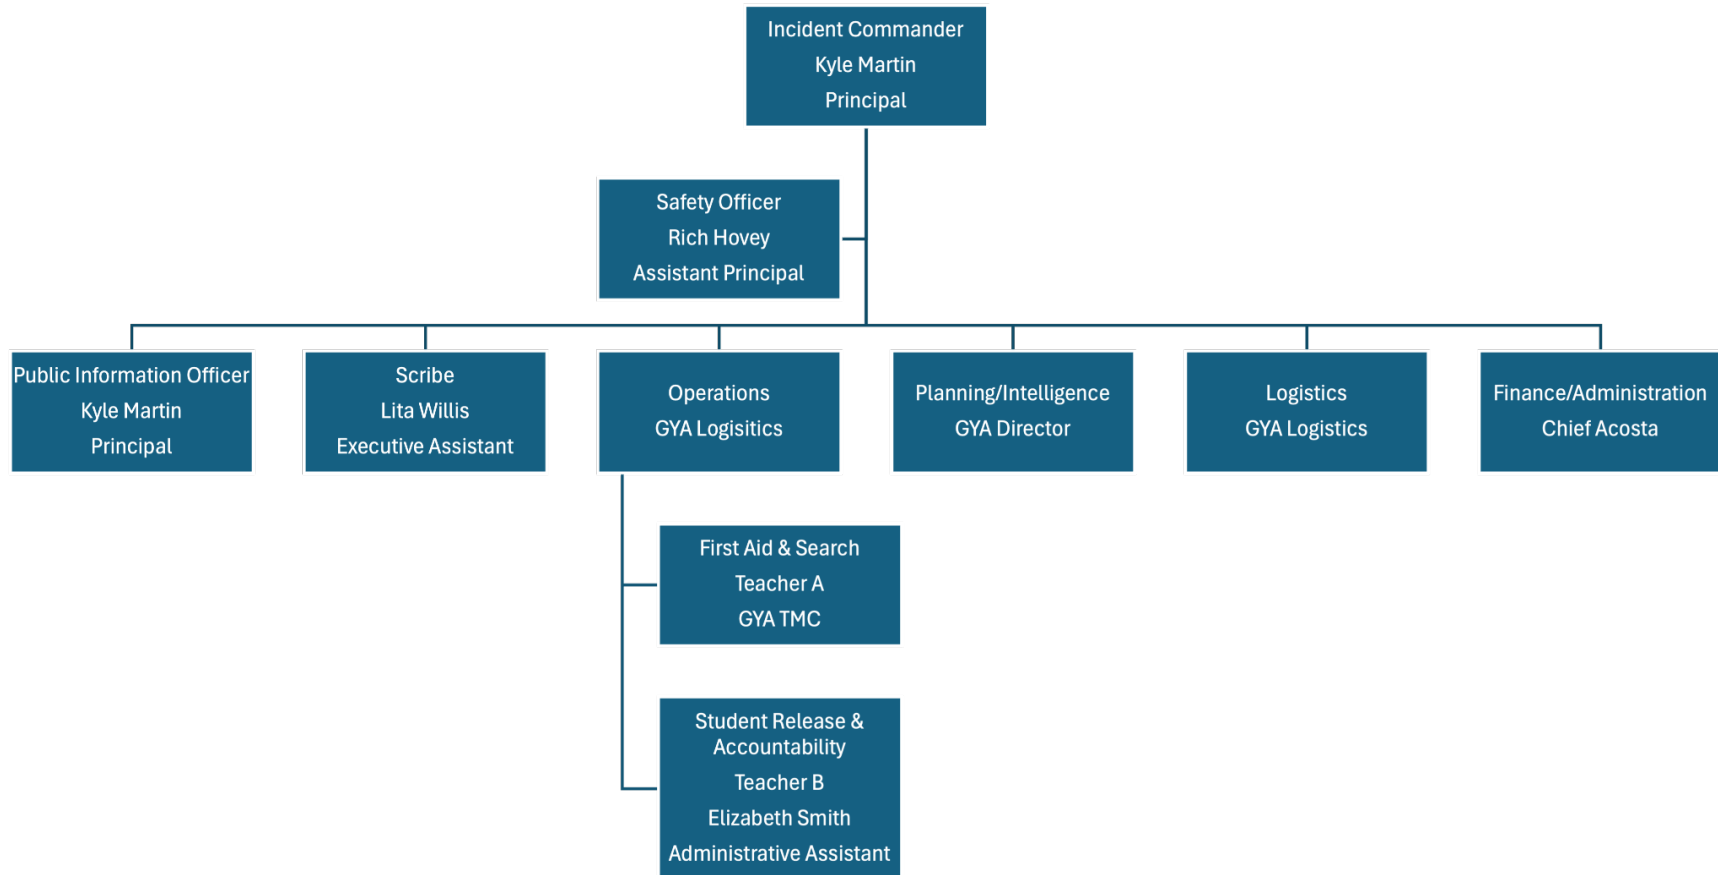 Incident Commander
Kyle Martin
Principal
Safety Officer
Rich Hovey
Assistant Principal
Public Information Officer
Kyle Martin
Principal
Scribe
Lita Willis
Executive Assistant
Operations
GYA Logisitics
Planning/Intelligence
GYA Director
Logistics
GYA Logistics
Finance/Administration
Chief Acosta
First Aid & Search
Teacher A
GYA TMC
Student Release &
Accountability
Teacher B
Elizabeth Smith
Administrative Assistant